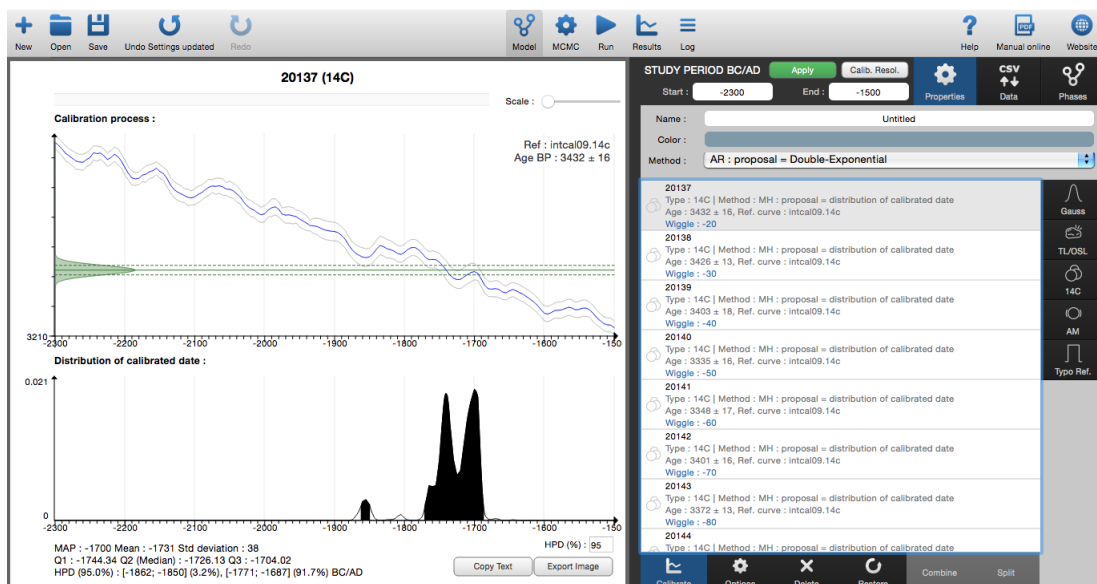 New Open Save Undo Settings updated Redo Model MCMC Run Results Log Help Manual online Website
20137 (14C)
Scale :
Calibration process :
Ref : intcal09.14c
Age BP : 3432 ± 16
3210
-2300 -2200 -2100 -2000 -1900 -1800 -1700 -1600 -150
Distribution of calibrated date :
0.021
0
-2300 -2200 -2100 -2000 -1900 -1800 -1700 -1600 -150
MAP : -1700 Mean : -1731 Std deviation : 38
Q1 : -1744.34 Q2 (Median) : -1726.13 Q3 : -1704.02
HPD (95.0%) : [-1862; -1850] (3.2%), [-1771; -1687] (91.7%) BC/AD
HPD (%) : 95
Copy Text Export Image
STUDY PERIOD BC/AD Apply Calib. Resol.
Start : -2300 End : -1500
Properties
CSV
Data
Phases
Name : Untitled
Color :
Method : AR : proposal = Double-Exponential
20137
Type : 14C | Method : MH : proposal = distribution of calibrated date
Age : 3432 ± 16, Ref. curve : intcal09.14c
Wiggle : -20
20138
Type : 14C | Method : MH : proposal = distribution of calibrated date
Age : 3426 ± 13, Ref. curve : intcal09.14c
Wiggle : -30
20139
Type : 14C | Method : MH : proposal = distribution of calibrated date
Age : 3403 ± 18, Ref. curve : intcal09.14c
Wiggle : -40
20140
Type : 14C | Method : MH : proposal = distribution of calibrated date
Age : 3335 ± 16, Ref. curve : intcal09.14c
Wiggle : -50
20141
Type : 14C | Method : MH : proposal = distribution of calibrated date
Age : 3348 ± 17, Ref. curve : intcal09.14c
Wiggle : -60
20142
Type : 14C | Method : MH : proposal = distribution of calibrated date
Age : 3401 ± 16, Ref. curve : intcal09.14c
Wiggle : -70
20143
Type : 14C | Method : MH : proposal = distribution of calibrated date
Age : 3372 ± 13, Ref. curve : intcal09.14c
Wiggle : -80
20144
Type : 14C | Method : MH : proposal = distribution of calibrated date
Gauss
TL/OSL
14C
AM
Typo Ref.
Calibrate Options Delete Restore Combine Split